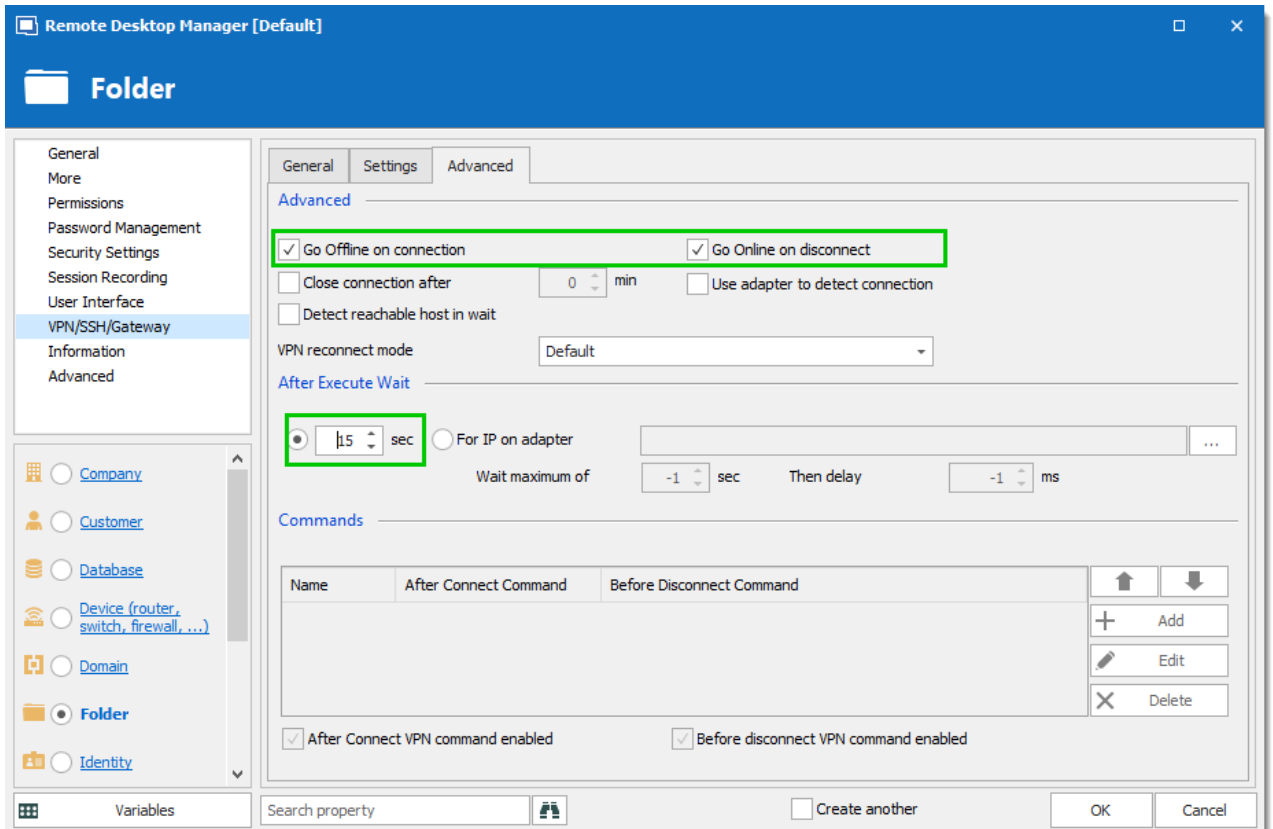 Remote Desktop Manager [Default]
Folder
General
More
Permissions
Password Management
Security Settings
Session Recording
User Interface
VPN/SSH/Gateway
Information
Advanced
Company
Customer
Database
Device (router,
switch, firewall, ...)
Domain
Folder
Identity
Variables
General Settings Advanced
Advanced
Go Offline on connection Go Online on disconnect
Close connection after 0 min Use adapter to detect connection
Detect reachable host in wait
VPN reconnect mode Default
After Execute Wait
15 sec For IP on adapter ...
Wait maximum of -1 sec Then delay -1 ms
Commands
Name After Connect Command Before Disconnect Command
Add
Edit
Delete
After Connect VPN command enabled Before disconnect VPN command enabled
Search property Create another OK Cancel